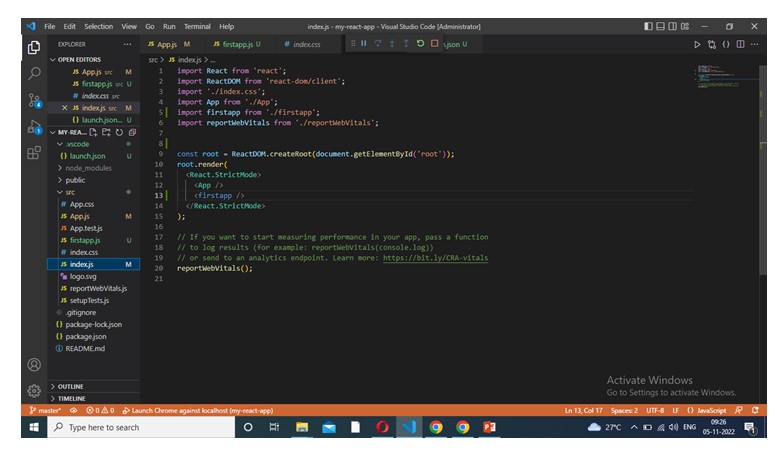 File Edit Selection View Go Run Terminal Help index.js - my-react-app - Visual Studio Code [Administrator]
EXPLORER
JS App.js M JS firstapp.js U # index.css .json U
src > JS index.js > ...
OPEN EDITORS
JS App.js src M
JS firstapp.js src U
# index.css src
JS index.js src M
{} launch.json... U
MY-REA...
.vscode
{} launch.json U
node_modules
public
src
# App.css
JS App.js M
JS App.test.js
JS firstapp.js U
# index.css
JS index.js M
logo.svg
JS reportWebVitals.js
JS setupTests.js
.gitignore
{} package-lock.json
{} package.json
README.md
OUTLINE
TIMELINE
1 import React from 'react';
2 import ReactDOM from 'react-dom/client';
3 import './index.css';
4 import App from './App';
5 import firstapp from './firstapp';
6 import reportWebVitals from './reportWebVitals';
7
8
9 const root = ReactDOM.createRoot(document.getElementById('root'));
10 root.render(
11 <React.StrictMode>
12 <App />
13 <firstapp />
14 </React.StrictMode>
15 );
16
17 // If you want to start measuring performance in your app, pass a function
18 // to log results (for example: reportWebVitals(console.log))
19 // or send to an analytics endpoint. Learn more: https://bit.ly/CRA-vitals
20 reportWebVitals();
21
Activate Windows
Go to Settings to activate Windows.
master* 0 0 Launch Chrome against localhost (my-react-app) Ln 13, Col 17 Spaces: 2 UTF-8 LF {} JavaScript
Type here to search 27°C ENG 09:26
05-11-2022